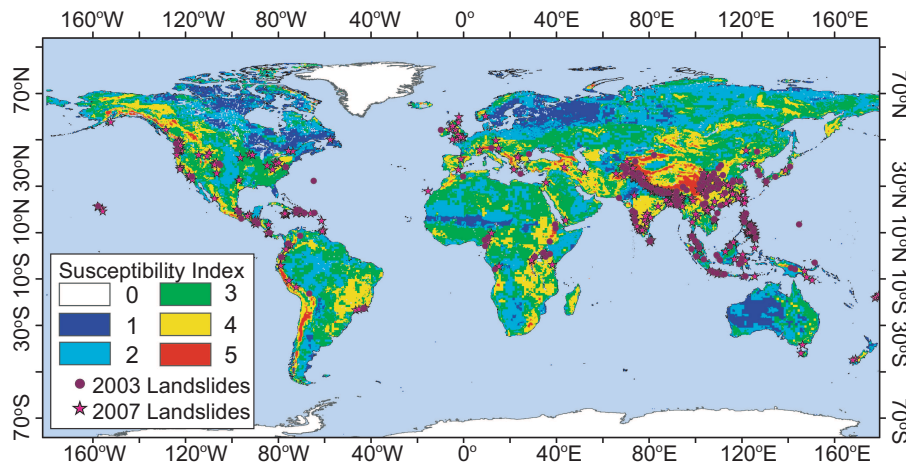 160°W 120°W 80°W 40°W 0° 40°E 80°E 120°E 160°E
70°N 70°N
30°N 30°N
10°N 10°N
10°S 10°S
30°S 30°S
70°S 70°S
Susceptibility Index
0 3
1 4
2 5
2003 Landslides
2007 Landslides
160°W 120°W 80°W 40°W 0° 40°E 80°E 120°E 160°E